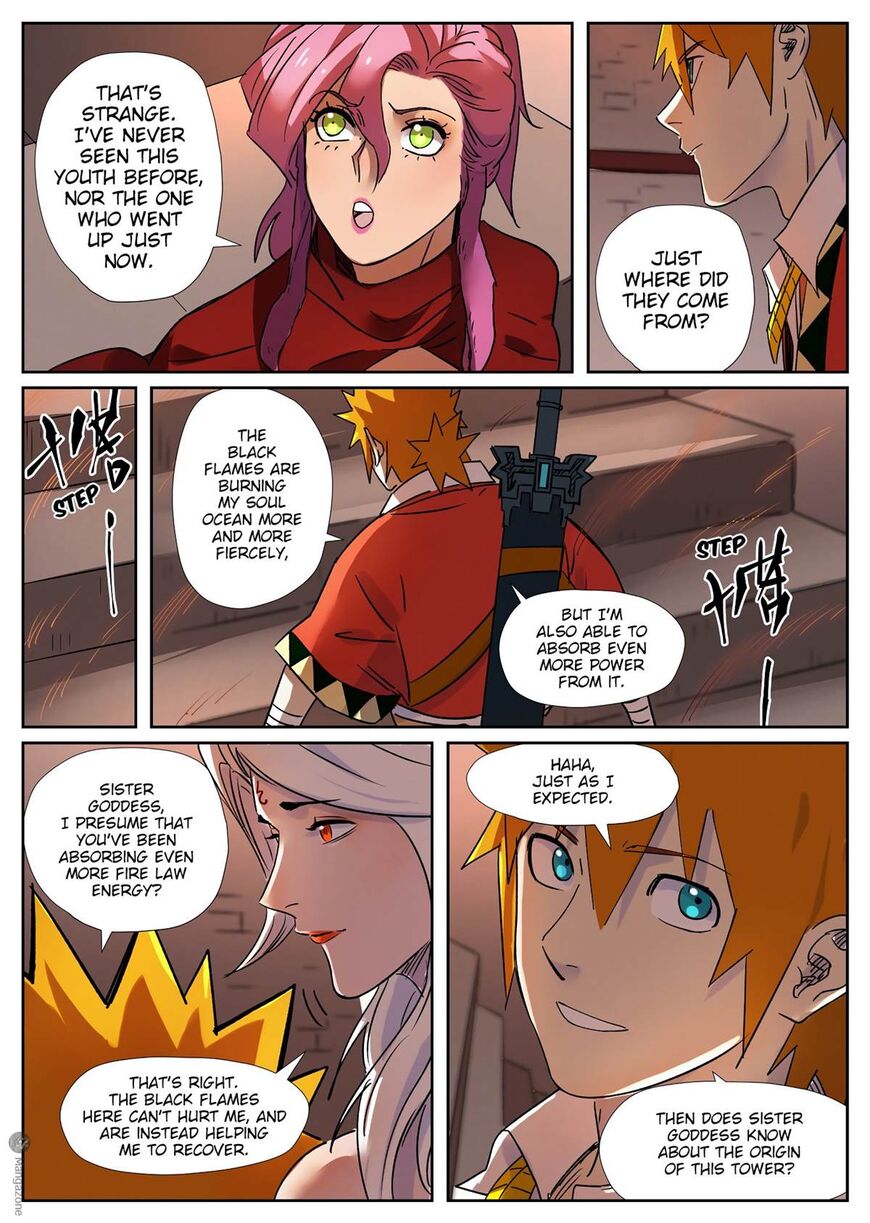 THAT'S
STRANGE.
I'VE NEVER
SEEN THIS
YOUTH BEFORE,
NOR THE ONE
WHO WENT
UP JUST
NOW.
JUST
WHERE DID
THEY COME
FROM?
STEP
THE
BLACK
FLAMES ARE
BURNING
MY SOUL
OCEAN MORE
AND MORE
FIERCELY,
STEP
BUT I'M
ALSO ABLE TO
ABSORB EVEN
MORE POWER
FROM IT.
SISTER
GODDESS,
I PRESUME THAT
YOU'VE BEEN
ABSORBING EVEN
MORE FIRE LAW
ENERGY?
THAT'S RIGHT.
THE BLACK FLAMES
HERE CAN'T HURT ME, AND
ARE INSTEAD HELPING
ME TO RECOVER.
HAHA,
JUST AS I
EXPECTED.
THEN DOES SISTER
GODDESS KNOW
ABOUT THE ORIGIN
OF THIS TOWER?
Mangazone